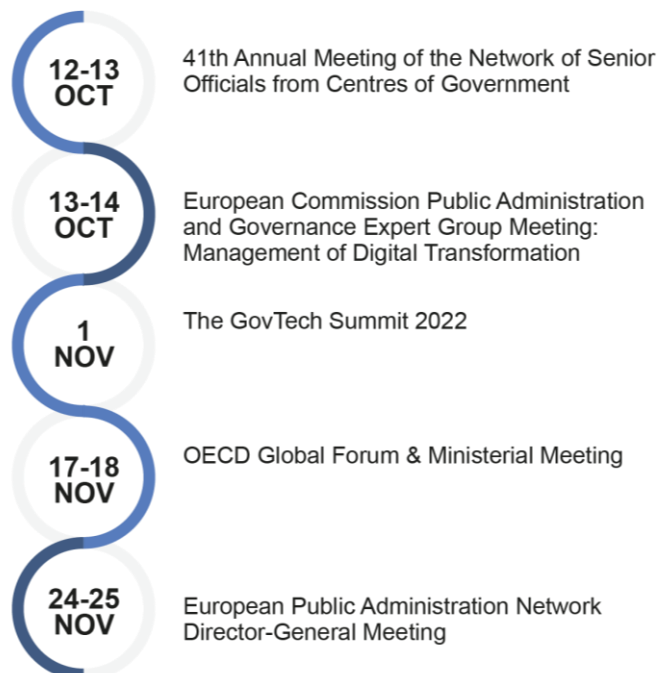 12-13
OCT
41th Annual Meeting of the Network of Senior
Officials from Centres of Government
13-14
OCT
European Commission Public Administration
and Governance Expert Group Meeting:
Management of Digital Transformation
1
NOV
The GovTech Summit 2022
17-18
NOV
OECD Global Forum & Ministerial Meeting
24-25
NOV
European Public Administration Network
Director-General Meeting